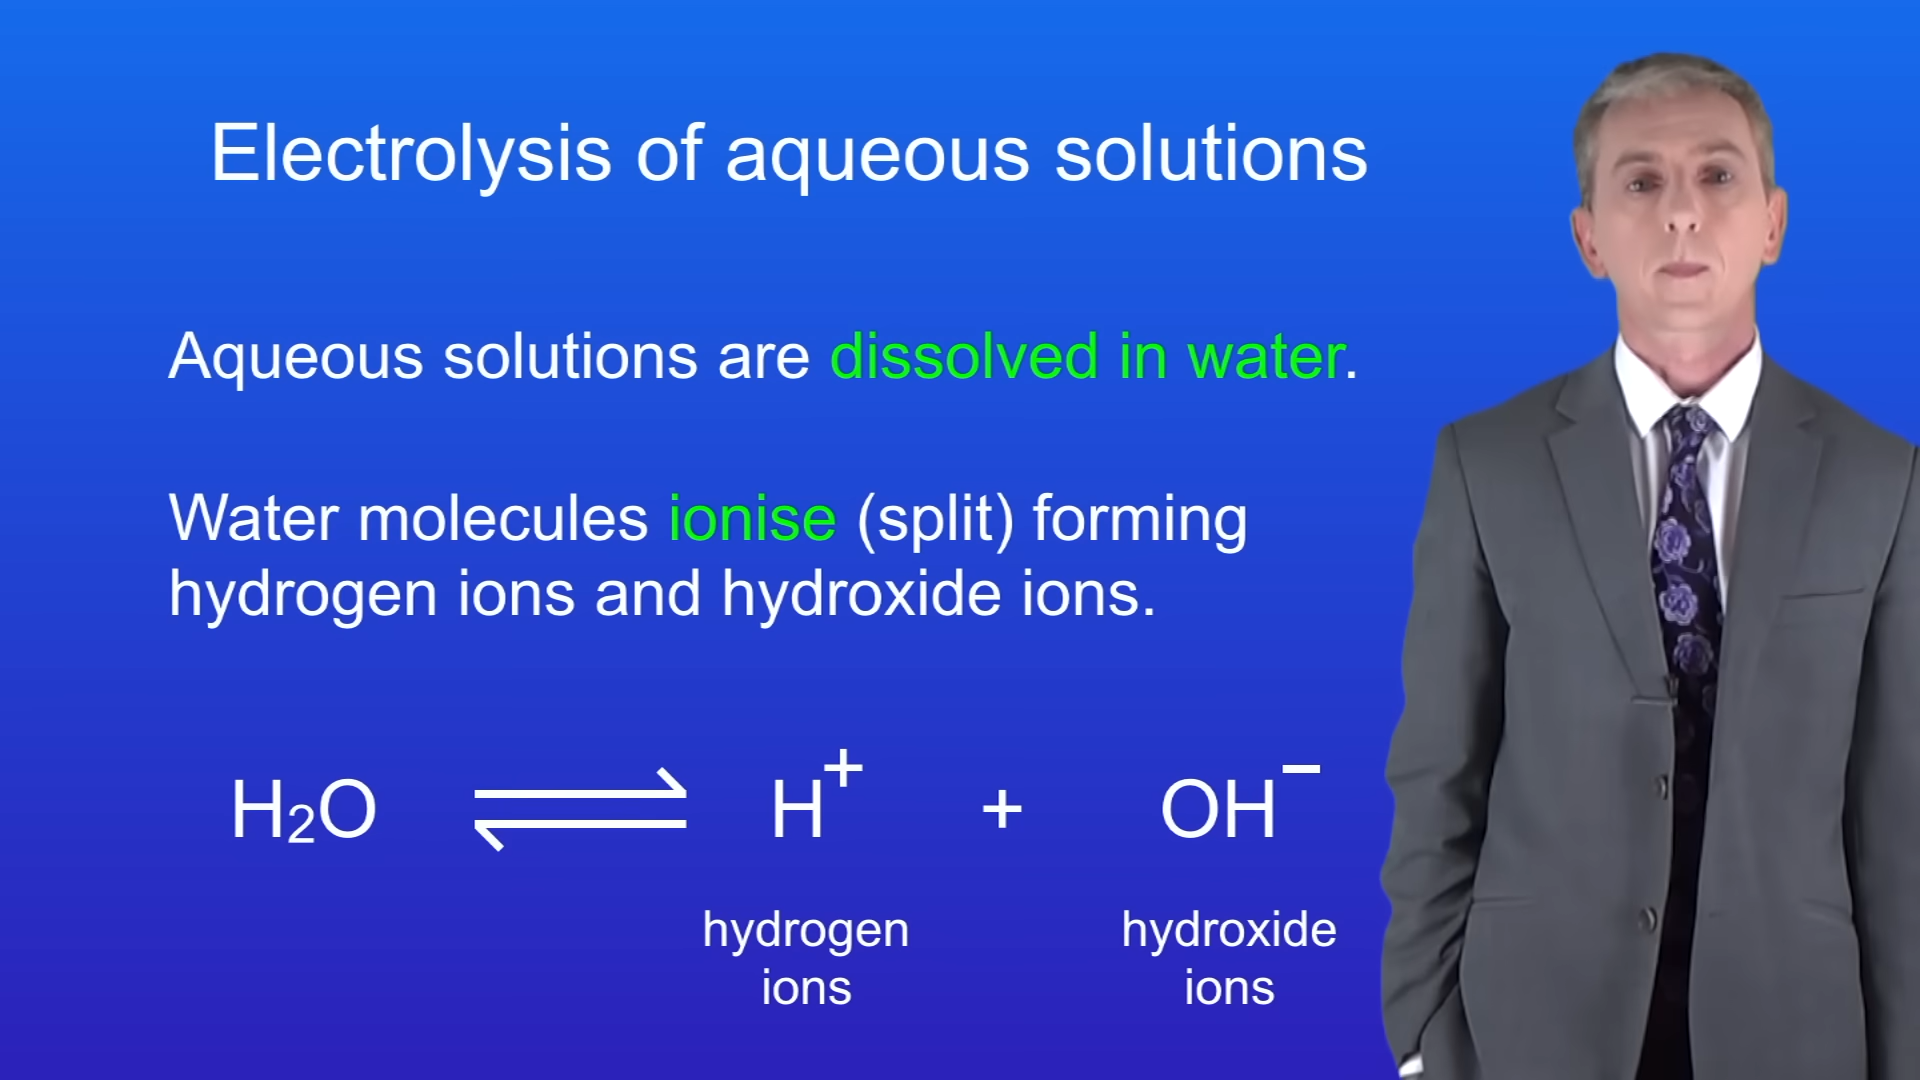 Electrolysis of aqueous solutions
Aqueous solutions are dissolved in water.
Water molecules ionise (split) forming
hydrogen ions and hydroxide ions.
H₂O ⇌ H⁺ + OH⁻
hydrogen ions
hydroxide ions